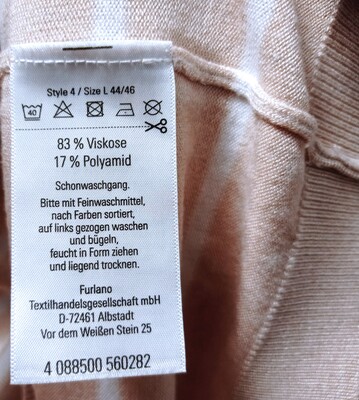 Style 4 / Size L 44/46
40
83 % Viskose
17 % Polyamid
Schonwaschgang.
Bitte mit Feinwaschmittel,
nach Farben sortiert,
auf links gezogen waschen
und bügeln,
feucht in Form ziehen
und liegend trocknen.
Furlano
Textilhandelsgesellschaft mbH
D-72461 Albstadt
Vor dem Weißen Stein 25
4 088500 560282